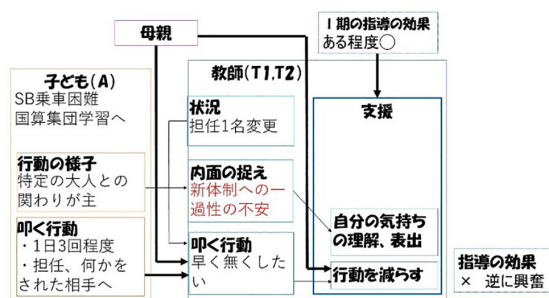 母親
1期の指導の効果
ある程度◯
子ども(A)
SB乗車困難
国算集団学習へ
教師(T1,T2)
状況
担任1名変更
支援
行動の様子
特定の大人との
関わりが主
内面の捉え
新体制への一
過性の不安
自分の気持ち
の理解、表出
叩く行動
・1日3回程度
・担任、何かを
された相手へ
叩く行動
早く無くした
い
行動を減らす
指導の効果
× 逆に興奮